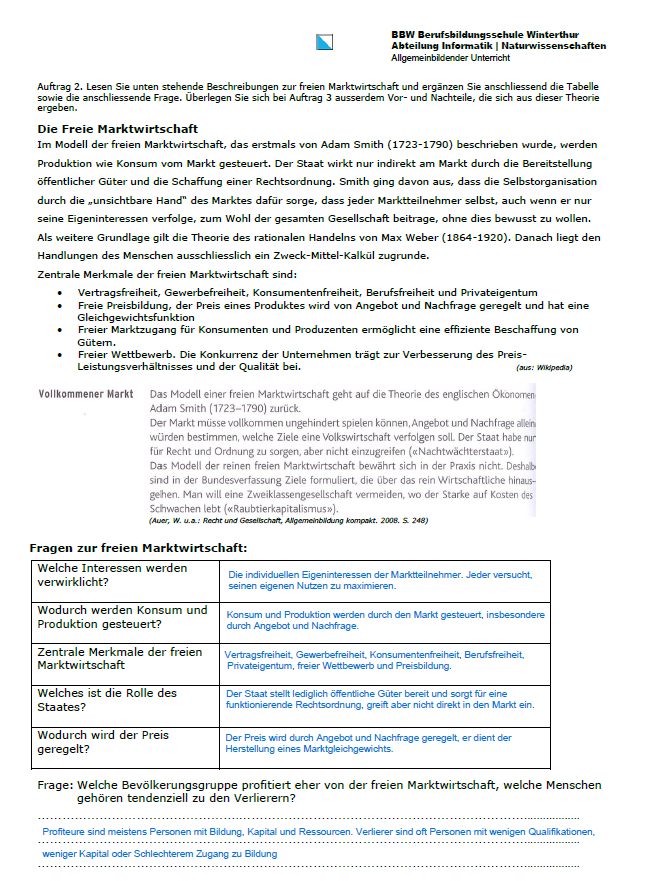 BBW Berufsbildungsschule Winterthur
Abteilung Informatik | Naturwissenschaften
Allgemeinbildender Unterricht
Auftrag 2. Lesen Sie unten stehende Beschreibungen zur freien Marktwirtschaft und ergänzen Sie anschliessend die Tabelle
sowie die anschliessende Frage. Überlegen Sie sich bei Auftrag 3 ausserdem Vor- und Nachteile, die sich aus dieser Theorie
ergeben.
Die Freie Marktwirtschaft
Im Modell der freien Marktwirtschaft, das erstmals von Adam Smith (1723-1790) beschrieben wurde, werden
Produktion wie Konsum vom Markt gesteuert. Der Staat wirkt nur indirekt am Markt durch die Bereitstellung
öffentlicher Güter und die Schaffung einer Rechtsordnung. Smith ging davon aus, dass die Selbstorganisation
durch die „unsichtbare Hand" des Marktes dafür sorge, dass jeder Marktteilnehmer selbst, auch wenn er nur
seine Eigeninteressen verfolge, zum Wohl der gesamten Gesellschaft beitrage, ohne dies bewusst zu wollen.
Als weitere Grundlage gilt die Theorie des rationalen Handelns von Max Weber (1864-1920). Danach liegt den
Handlungen des Menschen ausschliesslich ein Zweck-Mittel-Kalkül zugrunde.
Zentrale Merkmale der freien Marktwirtschaft sind:
• Vertragsfreiheit, Gewerbefreiheit, Konsumentenfreiheit, Berufsfreiheit und Privateigentum
• Freie Preisbildung, der Preis eines Produktes wird von Angebot und Nachfrage geregelt und hat eine
Gleichgewichtsfunktion
• Freier Marktzugang für Konsumenten und Produzenten ermöglicht eine effiziente Beschaffung von
Gütern.
• Freier Wettbewerb. Die Konkurrenz der Unternehmen trägt zur Verbesserung des Preis-
Leistungsverhältnisses und der Qualität bei. (aus: Wikipedia)
Vollkommener Markt Das Modell einer freien Marktwirtschaft geht auf die Theorie des englischen Ökonomen
Adam Smith (1723–1790) zurück.
Der Markt müsse vollkommen ungehindert spielen können, Angebot und Nachfrage allein
würden bestimmen, welche Ziele eine Volkswirtschaft verfolgen soll. Der Staat habe nur
für Recht und Ordnung zu sorgen, aber nicht einzugreifen («Nachtwächterstaat»).
Das Modell der reinen freien Marktwirtschaft bewährt sich in der Praxis nicht. Deshalb
sind in der Bundesverfassung Ziele formuliert, die über das rein Wirtschaftliche hinaus-
gehen. Man will eine Zweiklassengesellschaft vermeiden, wo der Starke auf Kosten des
Schwachen lebt («Raubtierkapitalismus»).
(Auer, W. u.a.: Recht und Gesellschaft, Allgemeinbildung kompakt. 2008. S. 248)
Fragen zur freien Marktwirtschaft:
Welche Interessen werden
verwirklicht?
Die individuellen Eigeninteressen der Marktteilnehmer. Jeder versucht,
seinen eigenen Nutzen zu maximieren.
Wodurch werden Konsum und
Produktion gesteuert?
Konsum und Produktion werden durch den Markt gesteuert, insbesondere
durch Angebot und Nachfrage.
Zentrale Merkmale der freien
Marktwirtschaft
Vertragsfreiheit, Gewerbefreiheit, Konsumentenfreiheit, Berufsfreiheit,
Privateigentum, freier Wettbewerb und Preisbildung.
Welches ist die Rolle des
Staates?
Der Staat stellt lediglich öffentliche Güter bereit und sorgt für eine
funktionierende Rechtsordnung, greift aber nicht direkt in den Markt ein.
Wodurch wird der Preis
geregelt?
Der Preis wird durch Angebot und Nachfrage geregelt, er dient der
Herstellung eines Marktgleichgewichts.
Frage: Welche Bevölkerungsgruppe profitiert eher von der freien Marktwirtschaft, welche Menschen
gehören tendenziell zu den Verlierern?
Profiteure sind meistens Personen mit Bildung, Kapital und Ressourcen. Verlierer sind oft Personen mit wenigen Qualifikationen,
weniger Kapital oder Schlechterem Zugang zu Bildung